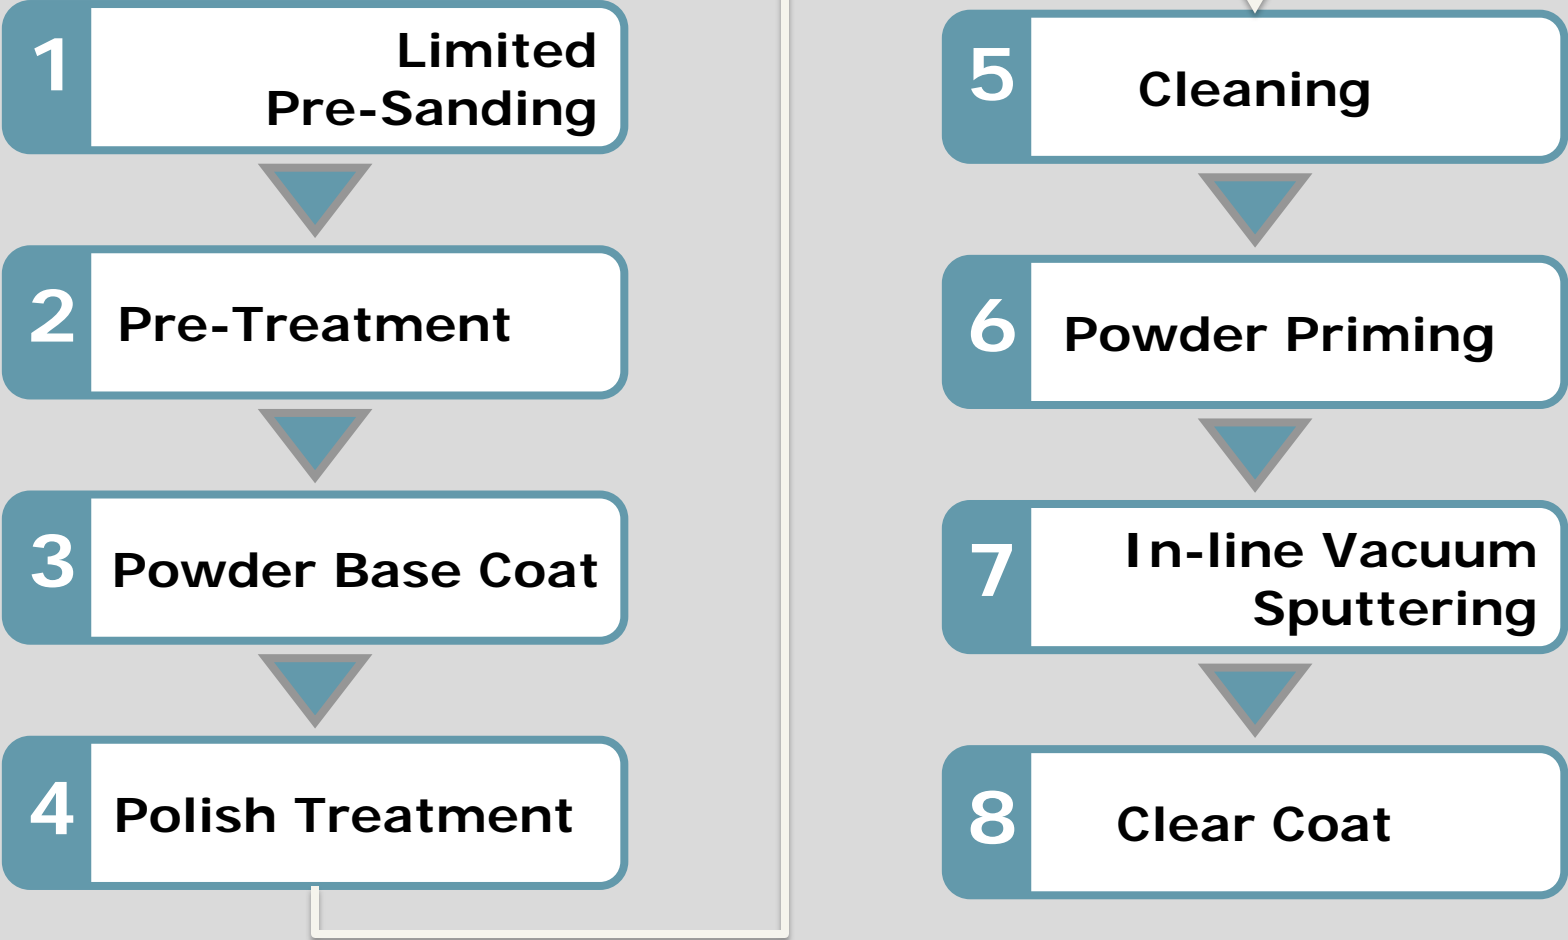 1
Limited
Pre-Sanding
2
Pre-Treatment
3
Powder Base Coat
4
Polish Treatment
5
Cleaning
6
Powder Priming
7
In-line Vacuum
Sputtering
8
Clear Coat